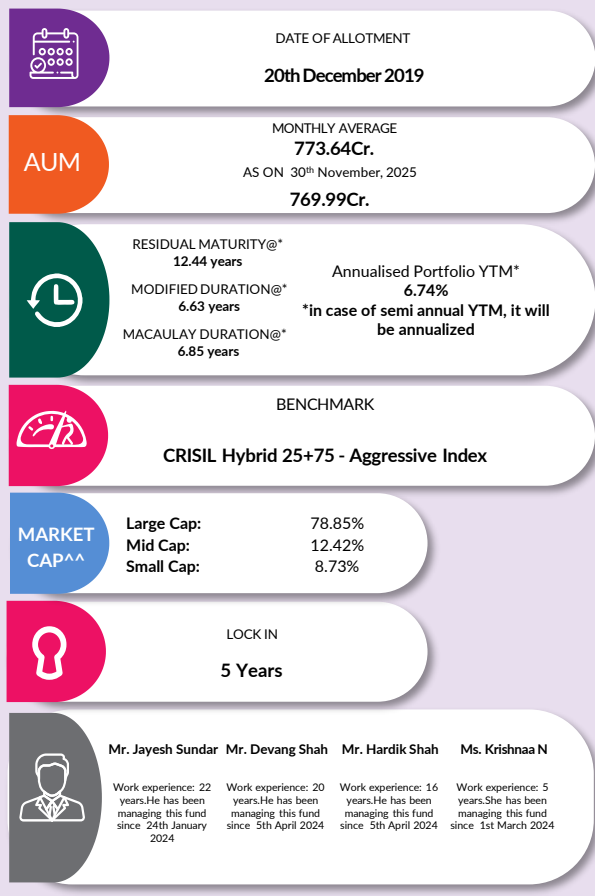 DATE OF ALLOTMENT
20th December 2019
AUM
MONTHLY AVERAGE
773.64Cr.
AS ON 30th November, 2025
769.99Cr.
RESIDUAL MATURITY@*
12.44 years
MODIFIED DURATION@*
6.63 years
MACAULAY DURATION@*
6.85 years
Annualised Portfolio YTM*
6.74%
*in case of semi annual YTM, it will
be annualized
BENCHMARK
CRISIL Hybrid 25+75 - Aggressive Index
MARKET
CAP^^
Large Cap: 78.85%
Mid Cap: 12.42%
Small Cap: 8.73%
LOCK IN
5 Years
Mr. Jayesh Sundar
Work experience: 22
years.He has been
managing this fund
since 24th January
2024
Mr. Devang Shah
Work experience: 20
years.He has been
managing this fund
since 5th April 2024
Mr. Hardik Shah
Work experience: 16
years.He has been
managing this fund
since 5th April 2024
Ms. Krishnaa N
Work experience: 5
years.She has been
managing this fund
since 1st March 2024